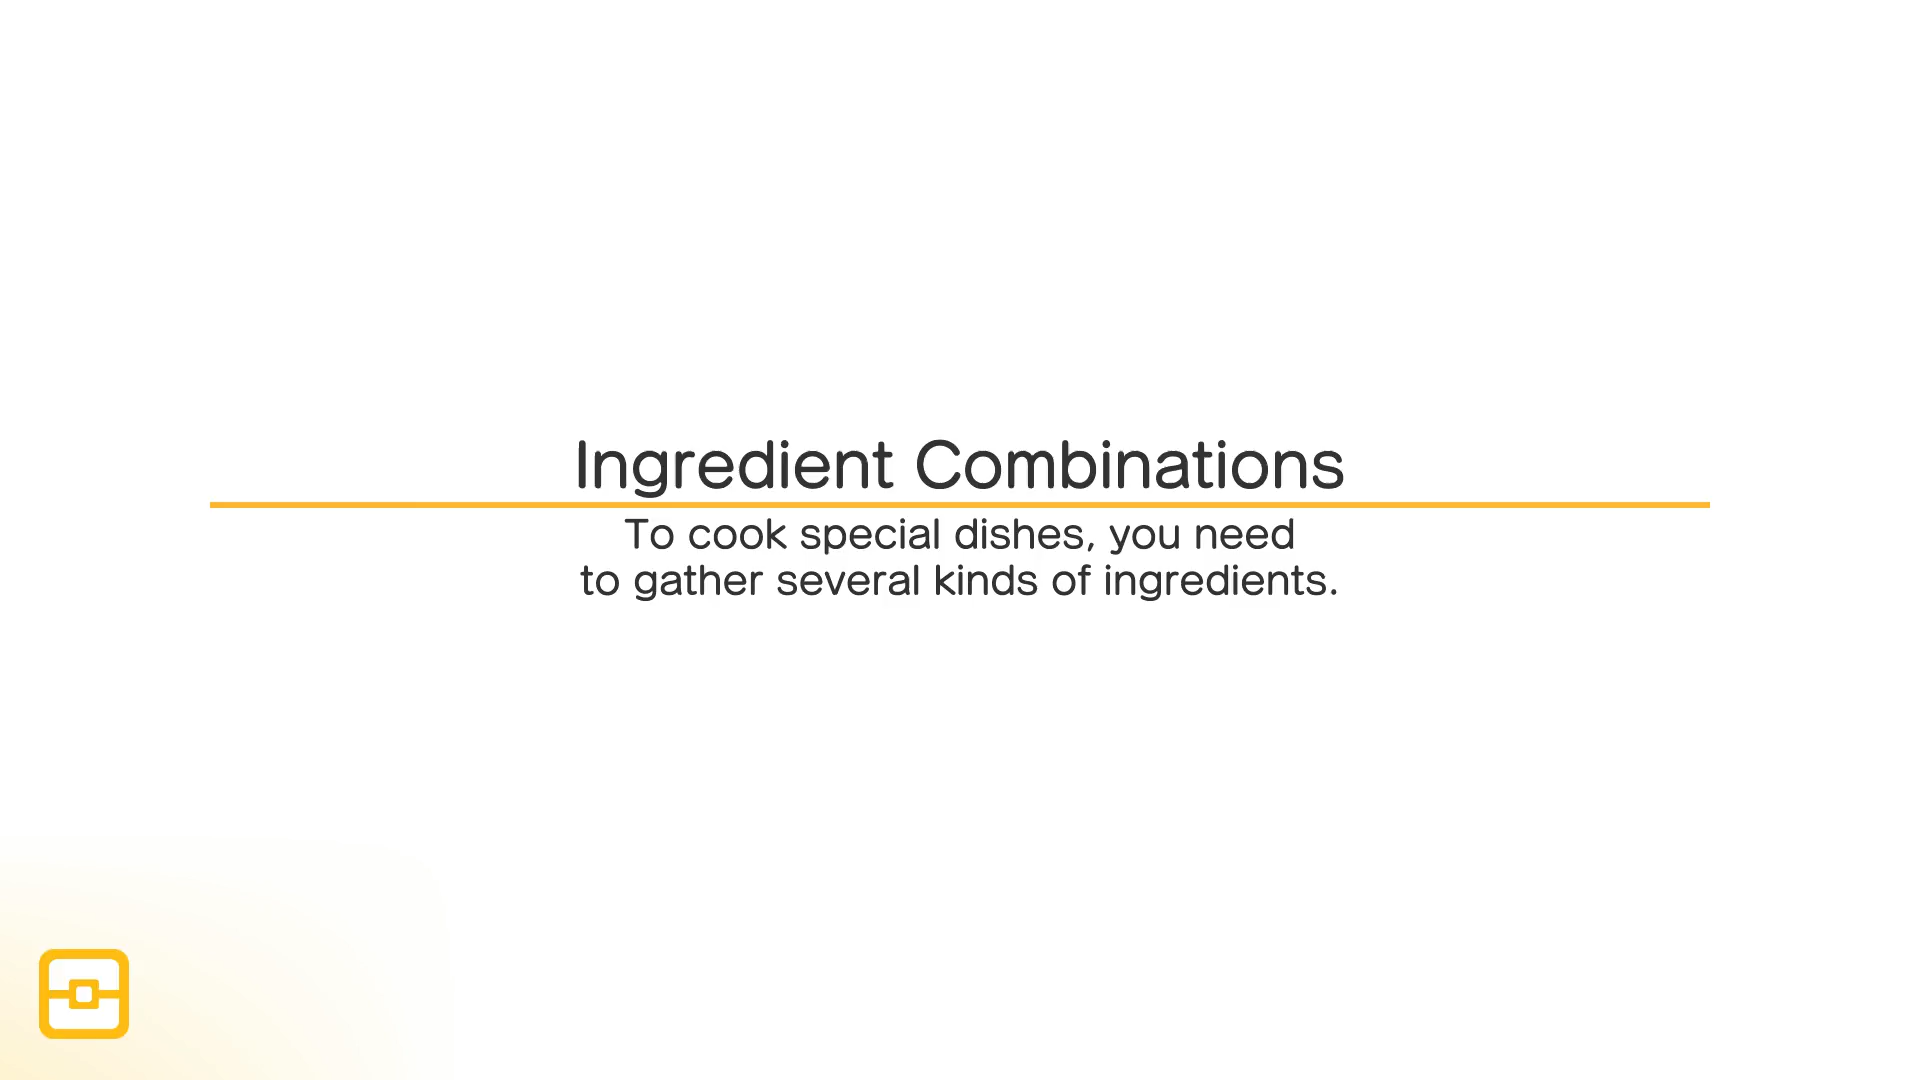 Ingredient Combinations
To cook special dishes, you need
to gather several kinds of ingredients.